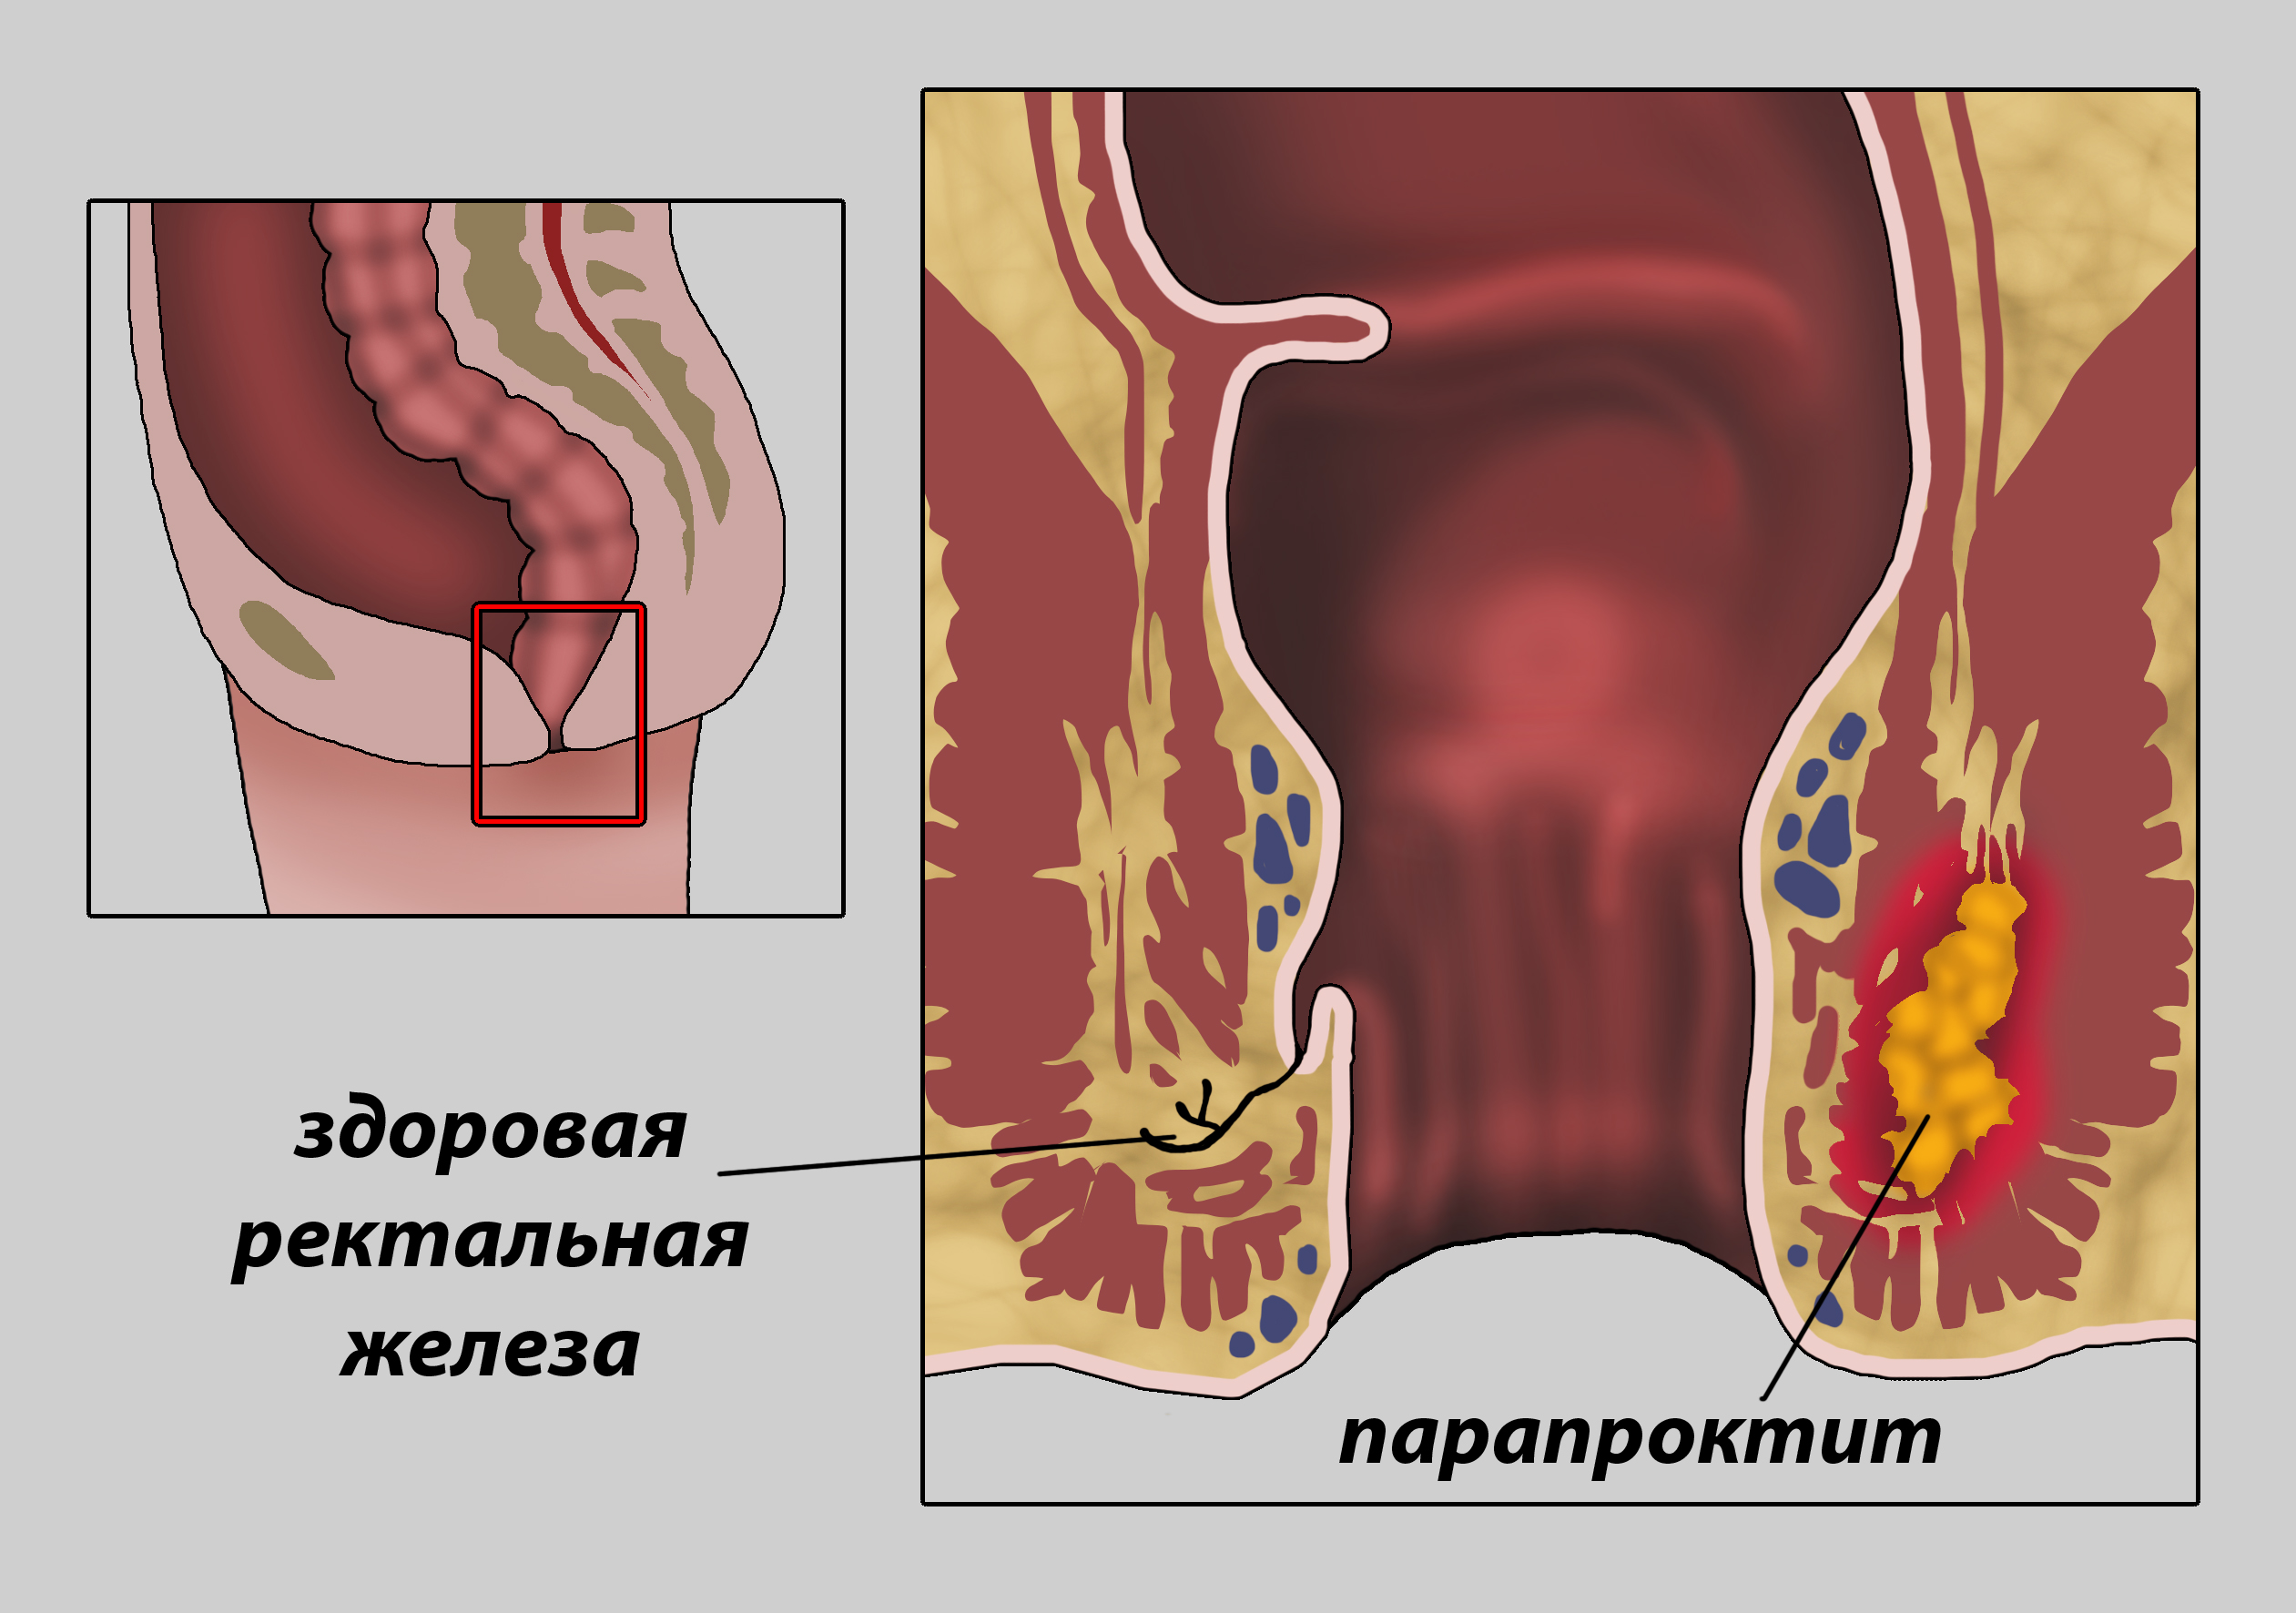 здоровая
ректальная
железа
парапроктит